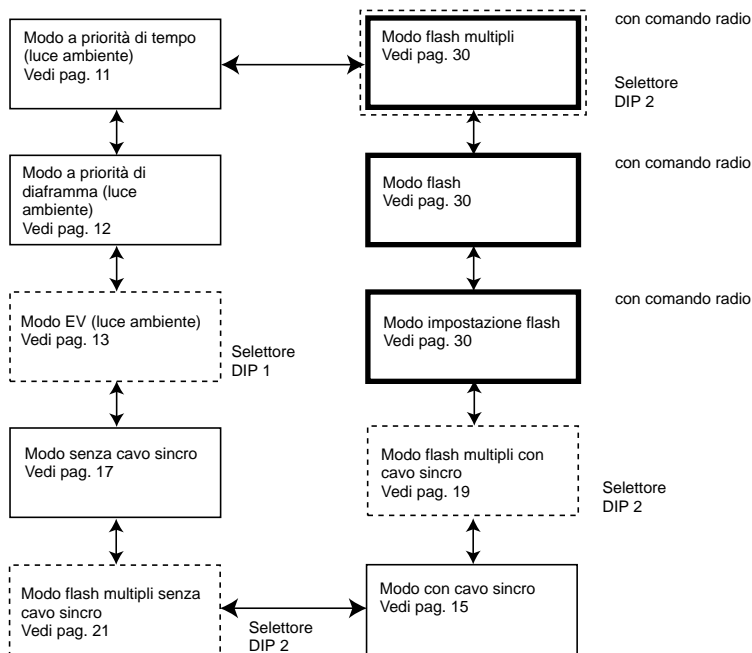 Modo a priorità di tempo
(luce ambiente)
Vedi pag. 11
Modo flash multipli
Vedi pag. 30
con comando radio
Selettore
DIP 2
Modo a priorità di
diaframma (luce
ambiente)
Vedi pag. 12
Modo flash
Vedi pag. 30
con comando radio
Modo EV (luce ambiente)
Vedi pag. 13
Selettore
DIP 1
Modo impostazione flash
Vedi pag. 30
con comando radio
Modo senza cavo sincro
Vedi pag. 17
Modo flash multipli con
cavo sincro
Vedi pag. 19
Selettore
DIP 2
Modo flash multipli senza
cavo sincro
Vedi pag. 21
Selettore
DIP 2
Modo con cavo sincro
Vedi pag. 15